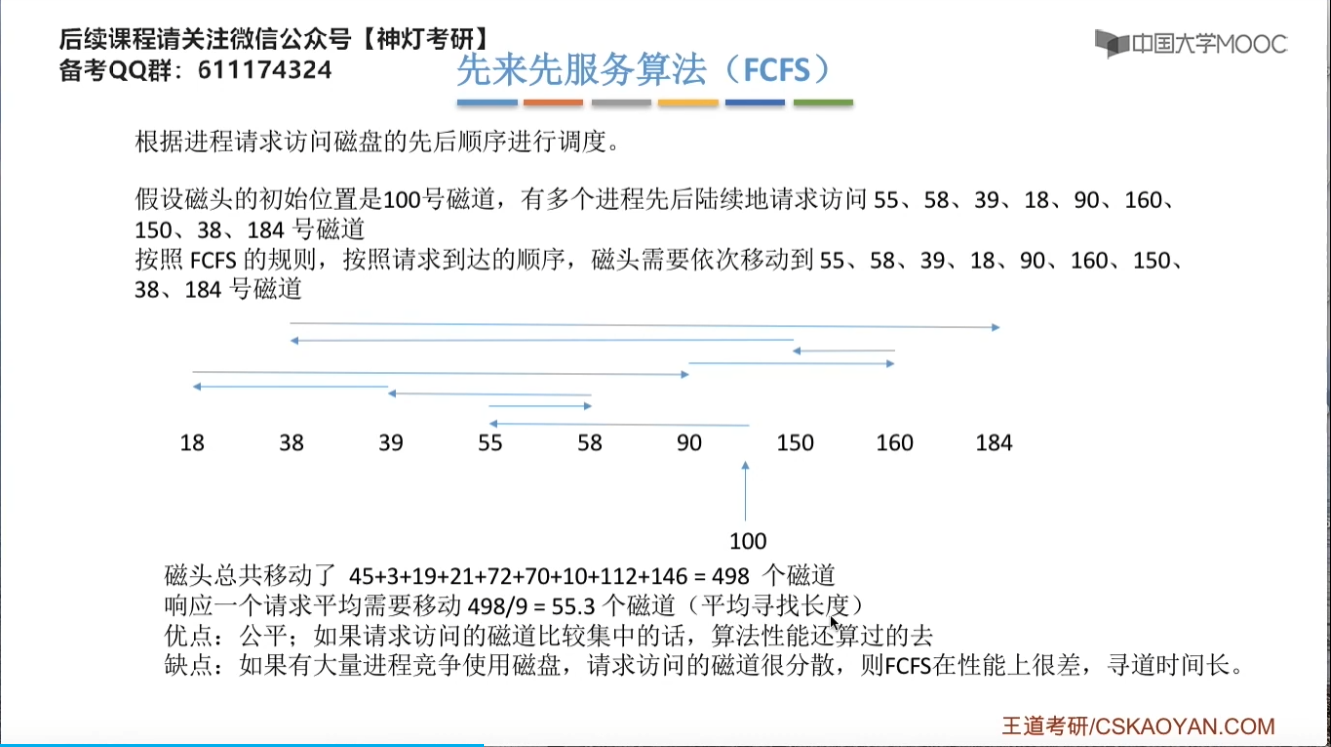 后续课程请关注微信公众号【神灯考研】
备考QQ群：611174324
中国大学MOOC
先来先服务算法（FCFS）
根据进程请求访问磁盘的先后顺序进行调度。
假设磁头的初始位置是100号磁道，有多个进程先后陆续地请求访问 55、58、39、18、90、160、
150、38、184 号磁道
按照 FCFS 的规则，按照请求到达的顺序，磁头需要依次移动到 55、58、39、18、90、160、150、
38、184 号磁道
18 38 39 55 58 90 150 160 184
100
磁头总共移动了 45+3+19+21+72+70+10+112+146 = 498 个磁道
响应一个请求平均需要移动 498/9 = 55.3 个磁道（平均寻找长度）
优点：公平；如果请求访问的磁道比较集中的话，算法性能还算过的去
缺点：如果有大量进程竞争使用磁盘，请求访问的磁道很分散，则FCFS在性能上很差，寻道时间长。
王道考研/CSKAOYAN.COM